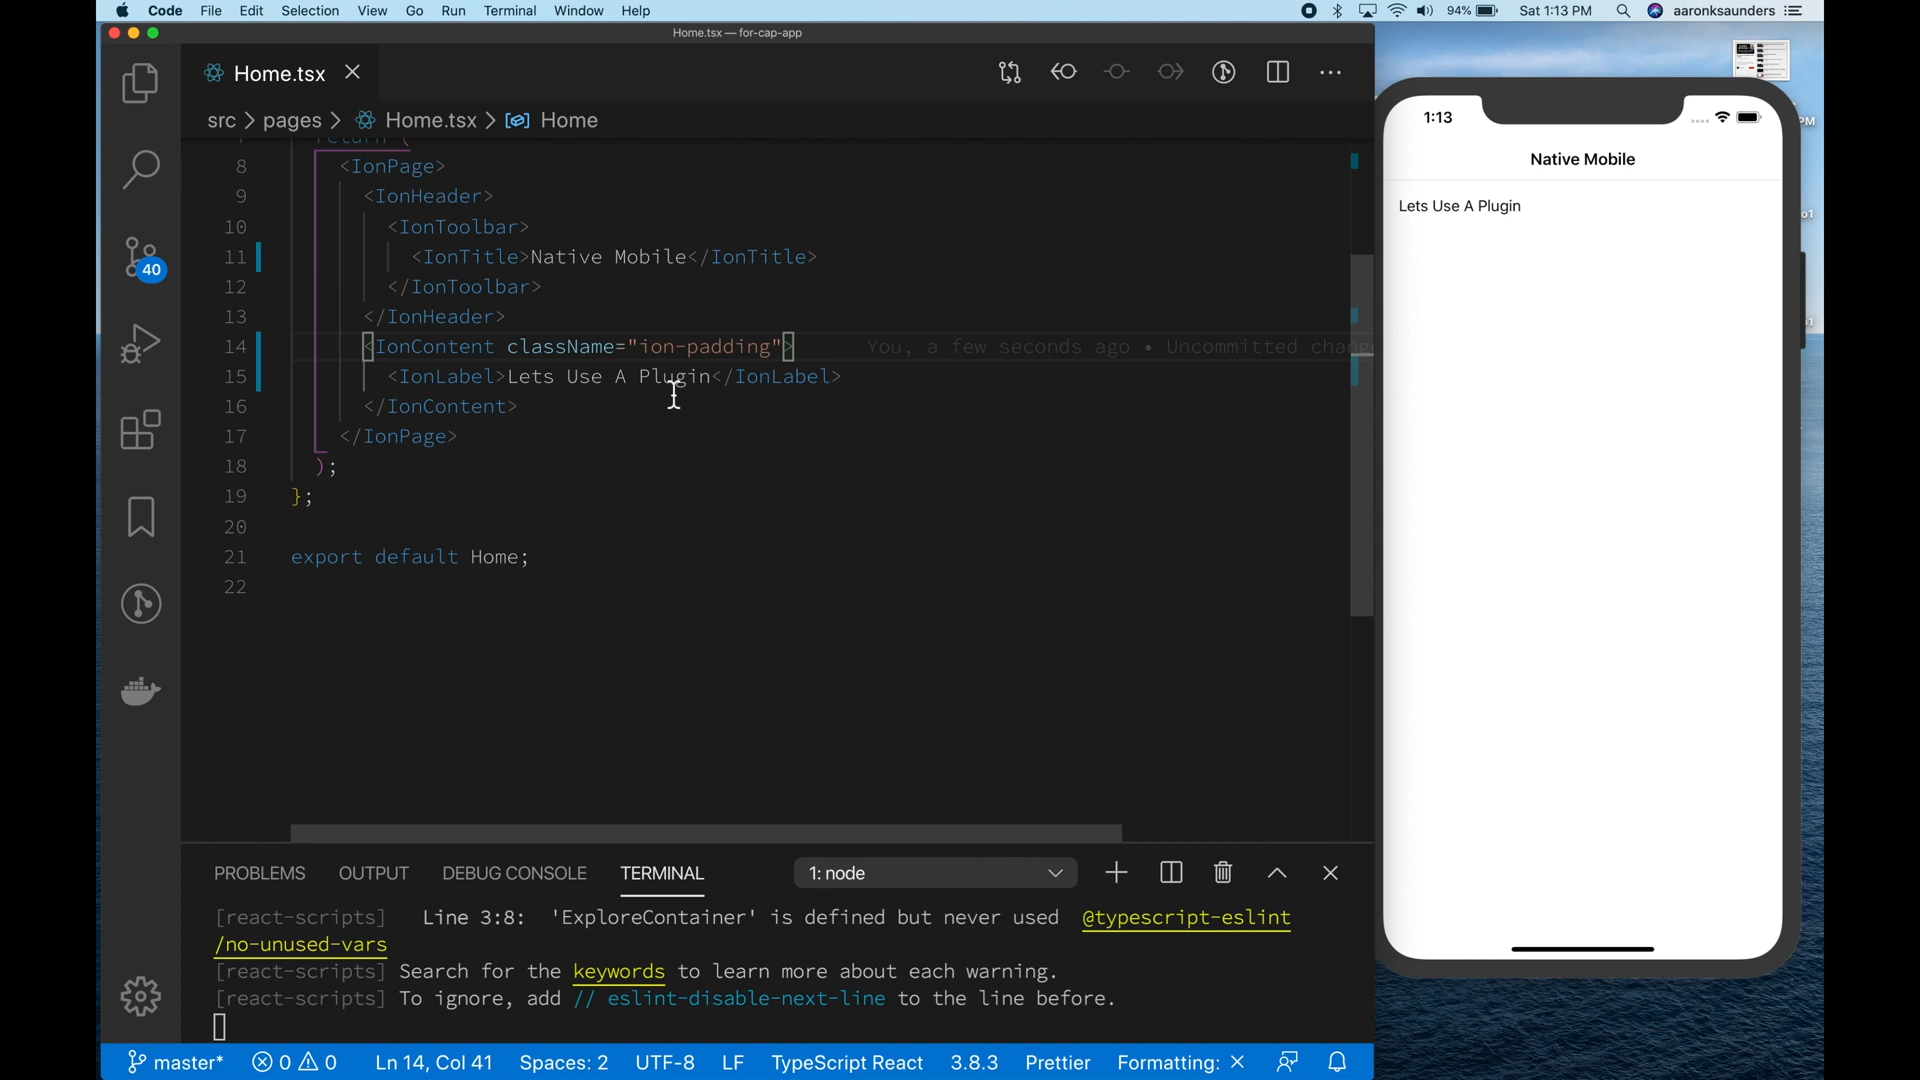 Code File Edit Selection View Go Run Terminal Window Help 94% Sat 1:13 PM aaronksaunders
Home.tsx — for-cap-app
Home.tsx
src > pages > Home.tsx > Home
7 return (
8 <IonPage>
9 <IonHeader>
10 <IonToolbar>
11 <IonTitle>Native Mobile</IonTitle>
12 </IonToolbar>
13 </IonHeader>
14 <IonContent className="ion-padding"> You, a few seconds ago • Uncommitted chang
15 <IonLabel>Lets Use A Plugin</IonLabel>
16 </IonContent>
17 </IonPage>
18 );
19 };
20
21 export default Home;
22
40
PROBLEMS OUTPUT DEBUG CONSOLE TERMINAL 1: node
[react-scripts] Line 3:8: 'ExploreContainer' is defined but never used @typescript-eslint
/no-unused-vars
[react-scripts] Search for the keywords to learn more about each warning.
[react-scripts] To ignore, add // eslint-disable-next-line to the line before.
master* 0 0 Ln 14, Col 41 Spaces: 2 UTF-8 LF TypeScript React 3.8.3 Prettier Formatting: ×
1:13
Native Mobile
Lets Use A Plugin
PM
o1